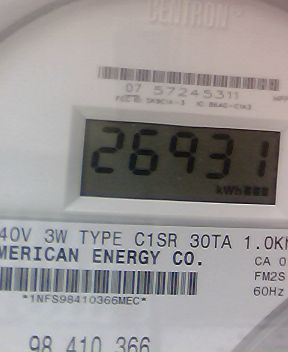 CENTRON®
07 57245311
26931
kWh
40V 3W TYPE C1SR 30TA 1.0K
MERICAN ENERGY CO.
CA 0
FM2S
60Hz
*1NFS98410366MEC*
98 410 366